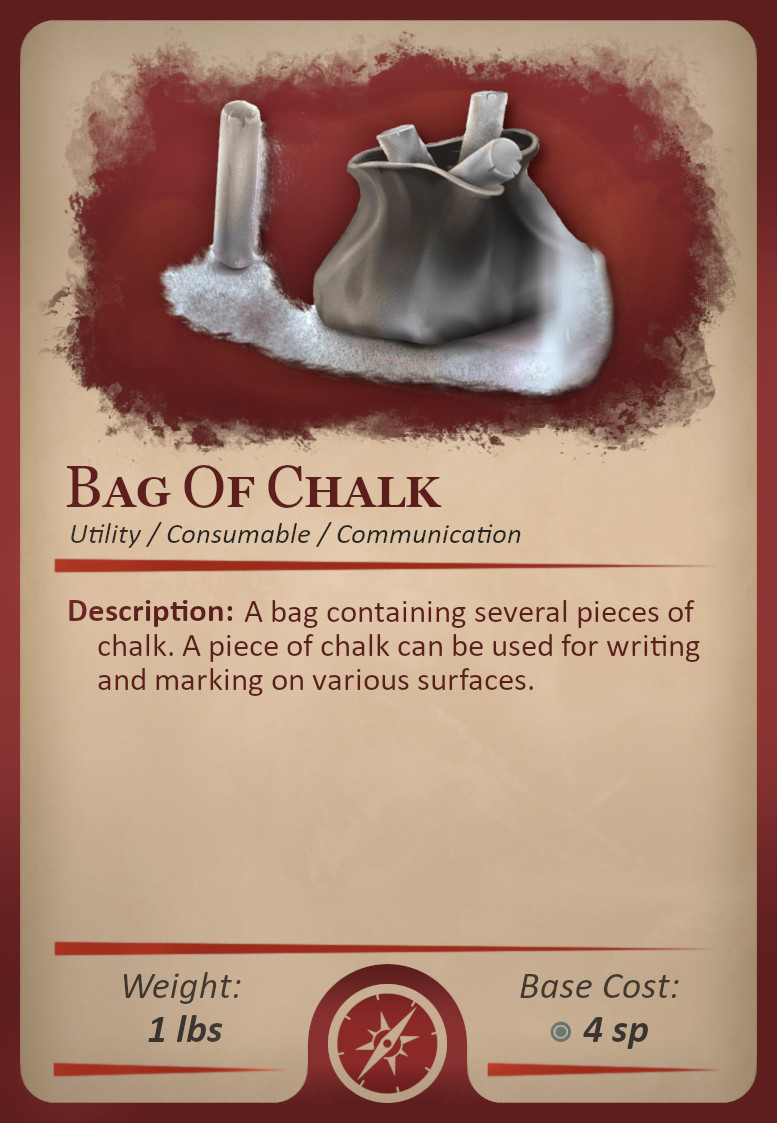 Bag Of Chalk
Utility / Consumable / Communication
Description: A bag containing several pieces of
chalk. A piece of chalk can be used for writing
and marking on various surfaces.
Weight:
1 lbs
Base Cost:
4 sp